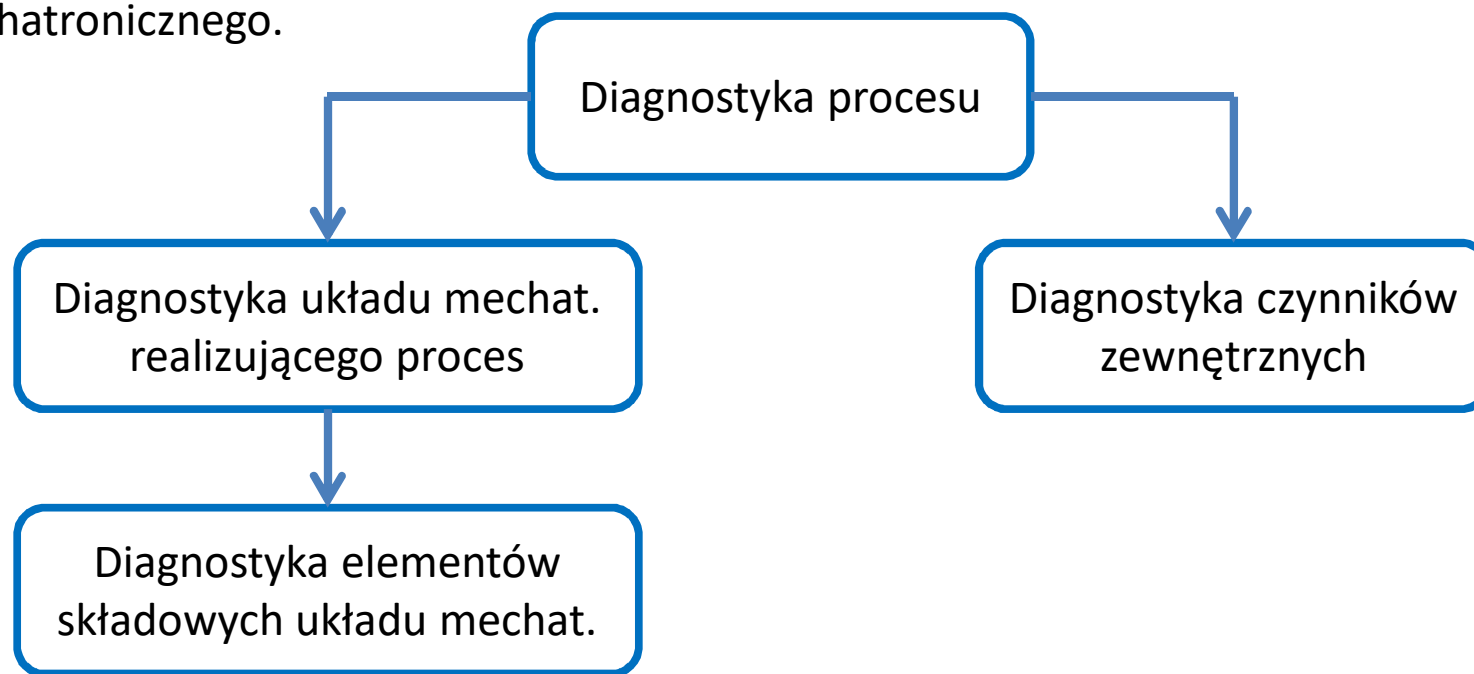 hatronicznego.
Diagnostyka procesu
Diagnostyka układu mechat.
realizującego proces
Diagnostyka czynników
zewnętrznych
Diagnostyka elementów
składowych układu mechat.